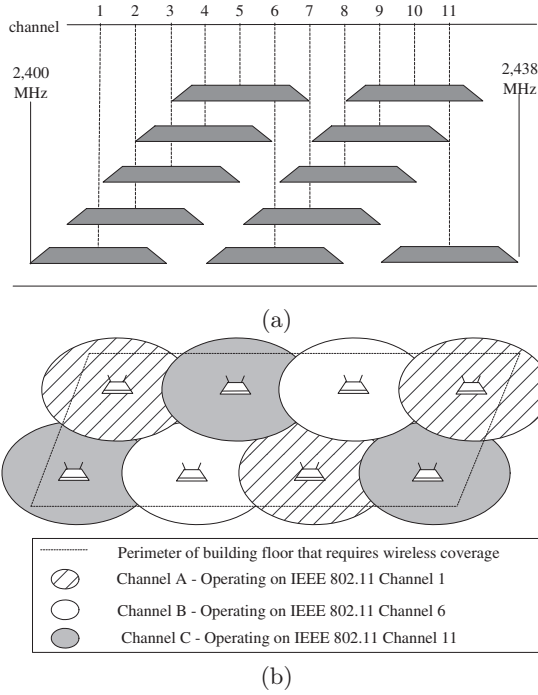 1 2 3 4 5 6 7 8 9 10 11
channel
2,400
MHz
2,438
MHz
(a)
Perimeter of building floor that requires wireless coverage
Channel A - Operating on IEEE 802.11 Channel 1
Channel B - Operating on IEEE 802.11 Channel 6
Channel C - Operating on IEEE 802.11 Channel 11
(b)